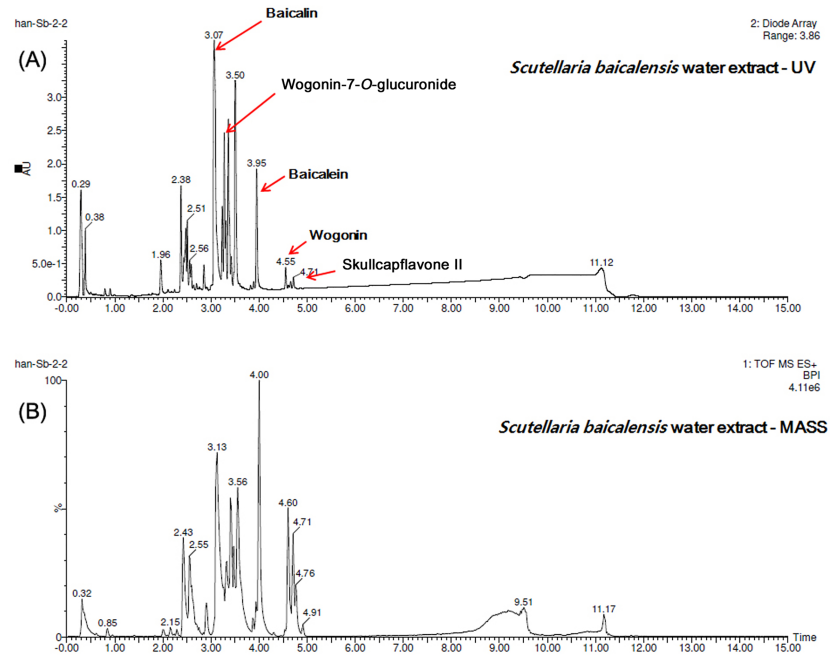 han-Sb-2-2
Baicalin
2: Diode Array
Range: 3.86
(A)
3.07
Scutellaria baicalensis water extract - UV
Wogonin-7-O-glucuronide
3.50
3.0
2.5
AU
2.0
1.5
1.0
5.0e-1
0.0
0.29
0.38
1.96
2.38
2.51
2.56
3.95
Baicalein
Wogonin
4.55
4.71
Skullcapflavone II
11.12
-0.00 1.00 2.00 3.00 4.00 5.00 6.00 7.00 8.00 9.00 10.00 11.00 12.00 13.00 14.00 15.00
han-Sb-2-2
1: TOF MS ES+
BPI
4.11e6
(B)
100
%
0
4.00
Scutellaria baicalensis water extract - MASS
3.13
3.56
4.60
4.71
2.43
2.55
4.76
0.32
0.85
2.15
4.91
9.51
11.17
Time
-0.00 1.00 2.00 3.00 4.00 5.00 6.00 7.00 8.00 9.00 10.00 11.00 12.00 13.00 14.00 15.00